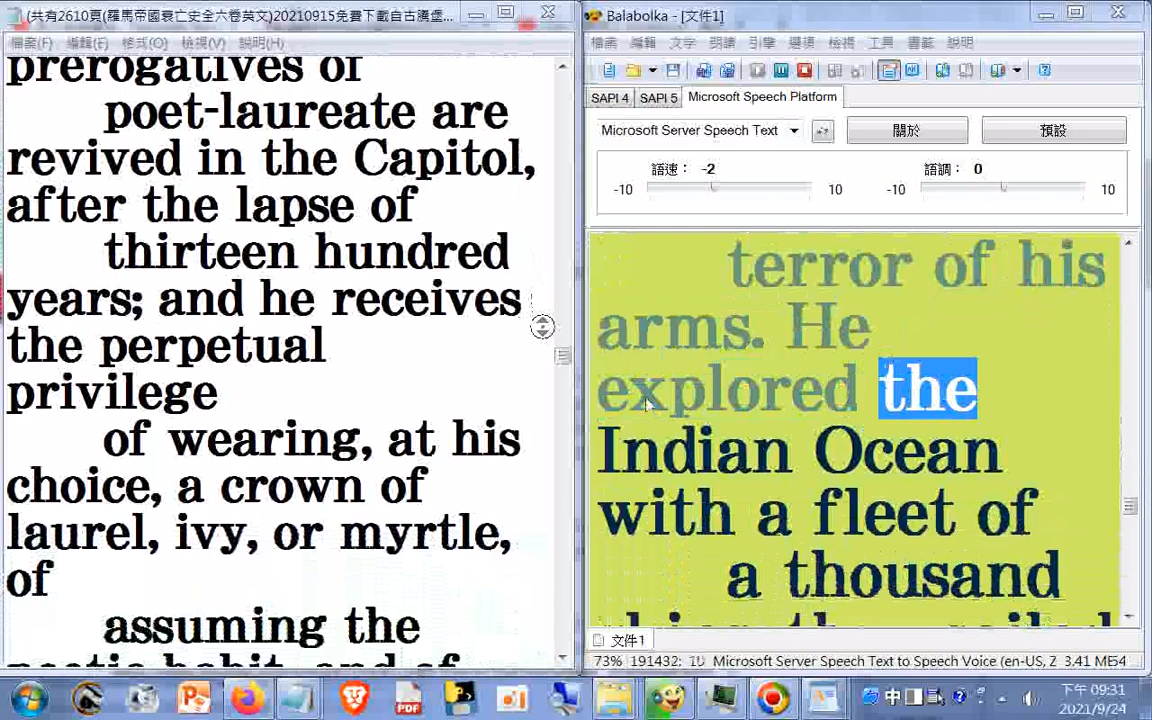 (共有2610頁(羅馬帝國衰亡史全六卷英文)20210915免費下載自古騰堡...
檔案(F) 編輯(E) 格式(O) 檢視(V) 說明(H)
prerogatives of
poet-laureate are
revived in the Capitol,
after the lapse of
thirteen hundred
years; and he receives
the perpetual
privilege
of wearing, at his
choice, a crown of
laurel, ivy, or myrtle,
of
assuming the
poetic habit, and of
Balabolka - [文件1]
檔案 編輯 文字 朗讀 引擎 選項 檢視 工具 書籤 說明
SAPI 4 SAPI 5 Microsoft Speech Platform
Microsoft Server Speech Text 關於 預設
語速: -2 語調: 0
-10 10 -10 10
terror of his
arms. He
explored the
Indian Ocean
with a fleet of
a thousand
文件1
73% 191432: 1 Microsoft Server Speech Text to Speech Voice (en-US, Z 3.41 ME54
PDF
中
下午 09:31
2021/9/24